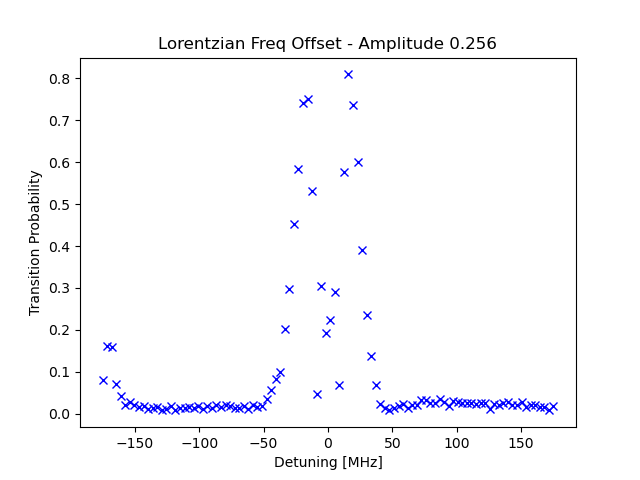 Lorentzian Freq Offset - Amplitude 0.256
Transition Probability
0.8
0.7
0.6
0.5
0.4
0.3
0.2
0.1
0.0
−150 −100 −50 0 50 100 150
Detuning [MHz]